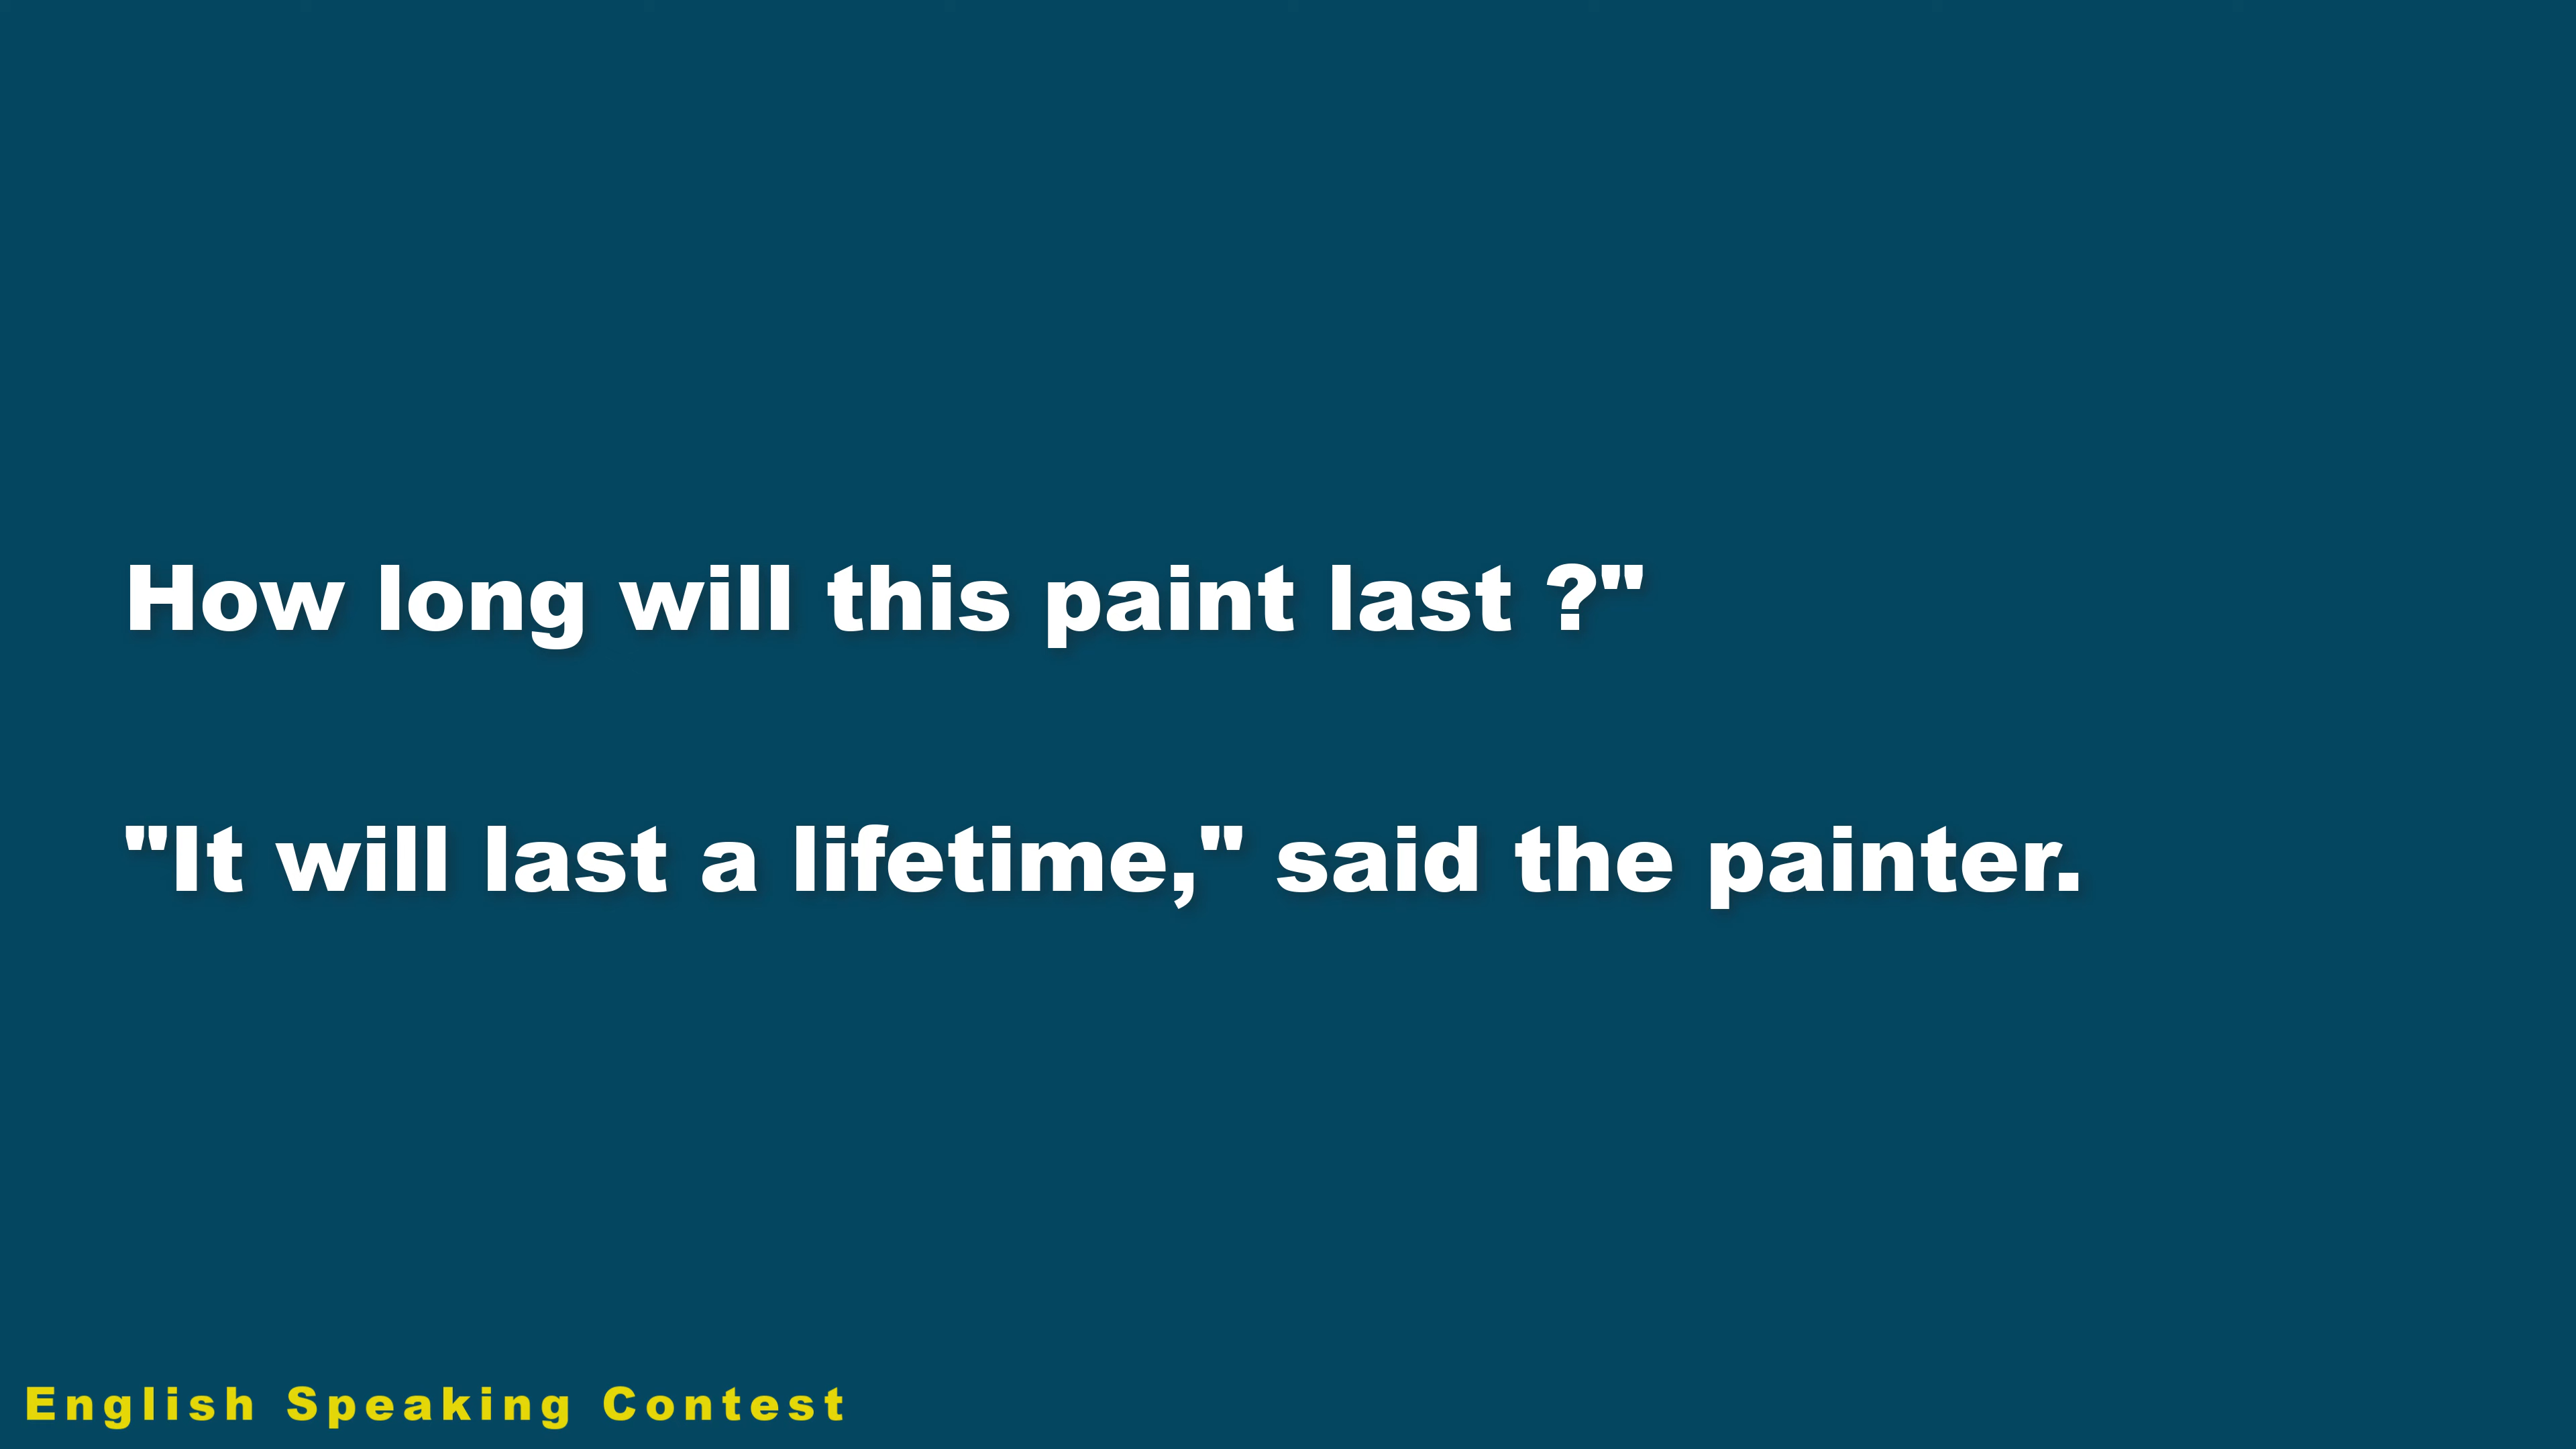 How long will this paint last ?"
"It will last a lifetime," said the painter.
English Speaking Contest